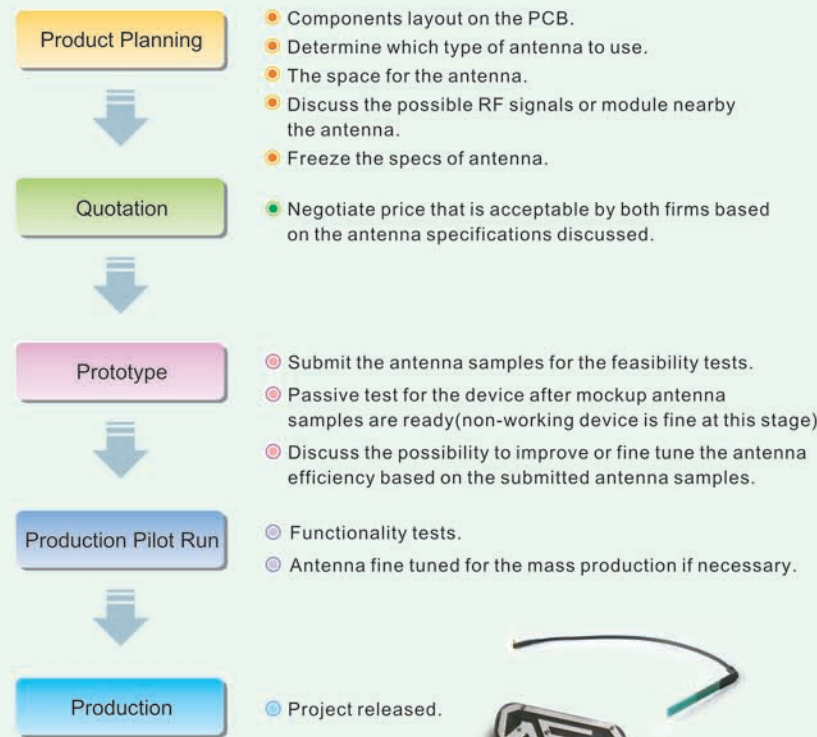 Product Planning
Components layout on the PCB.
Determine which type of antenna to use.
The space for the antenna.
Discuss the possible RF signals or module nearby
the antenna.
Freeze the specs of antenna.
Quotation
Negotiate price that is acceptable by both firms based
on the antenna specifications discussed.
Prototype
Submit the antenna samples for the feasibility tests.
Passive test for the device after mockup antenna
samples are ready(non-working device is fine at this stage)
Discuss the possibility to improve or fine tune the antenna
efficiency based on the submitted antenna samples.
Production Pilot Run
Functionality tests.
Antenna fine tuned for the mass production if necessary.
Production
Project released.